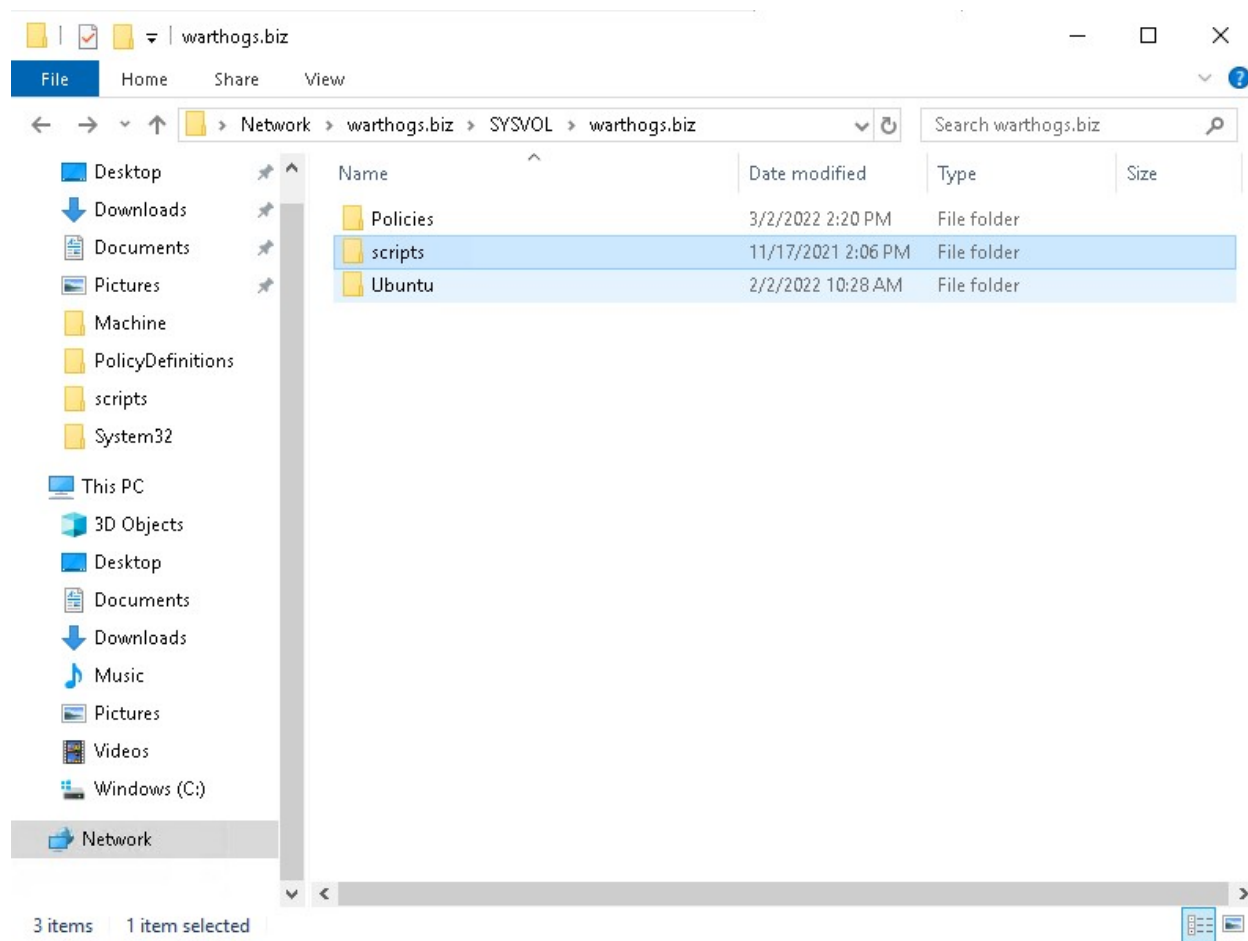 warthogs.biz
File Home Share View
Network > warthogs.biz > SYSVOL > warthogs.biz
Search warthogs.biz
Name Date modified Type Size
Desktop
Downloads
Documents
Pictures
Machine
PolicyDefinitions
scripts
System32
This PC
3D Objects
Desktop
Documents
Downloads
Music
Pictures
Videos
Windows (C:)
Network
Policies 3/2/2022 2:20 PM File folder
scripts 11/17/2021 2:06 PM File folder
Ubuntu 2/2/2022 10:28 AM File folder
3 items 1 item selected